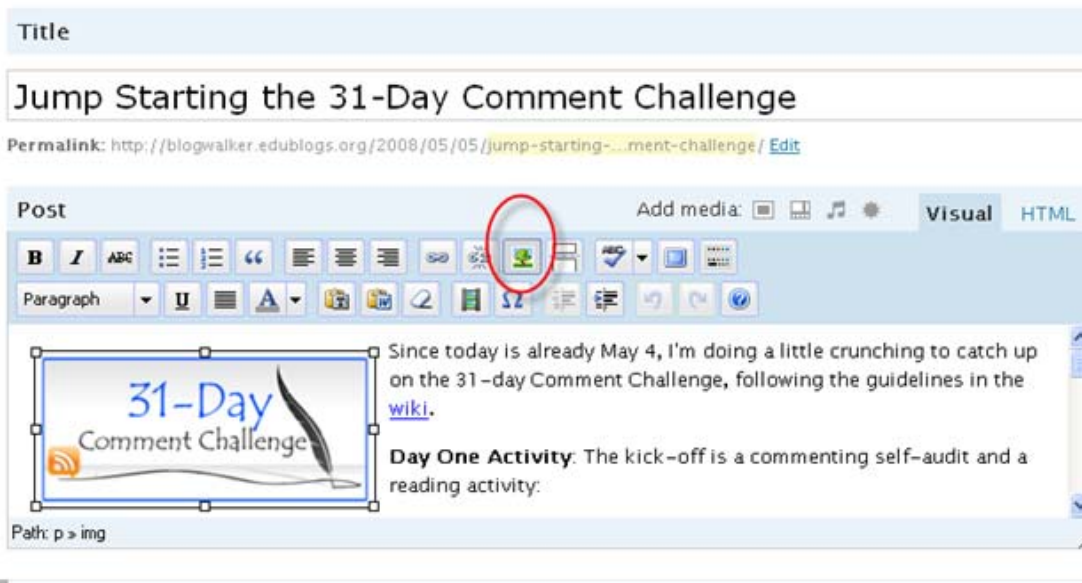 Title
Jump Starting the 31-Day Comment Challenge
Permalink: http://blogwalker.edublogs.org/2008/05/05/jump-starting-...ment-challenge/ Edit
Post
Add media:
Visual
HTML
B I ABC ABC
Paragraph U A W Ω
31-Day
Comment Challenge
Since today is already May 4, I'm doing a little crunching to catch up
on the 31-day Comment Challenge, following the guidelines in the
wiki.
Day One Activity: The kick-off is a commenting self-audit and a
reading activity:
Path: p » img